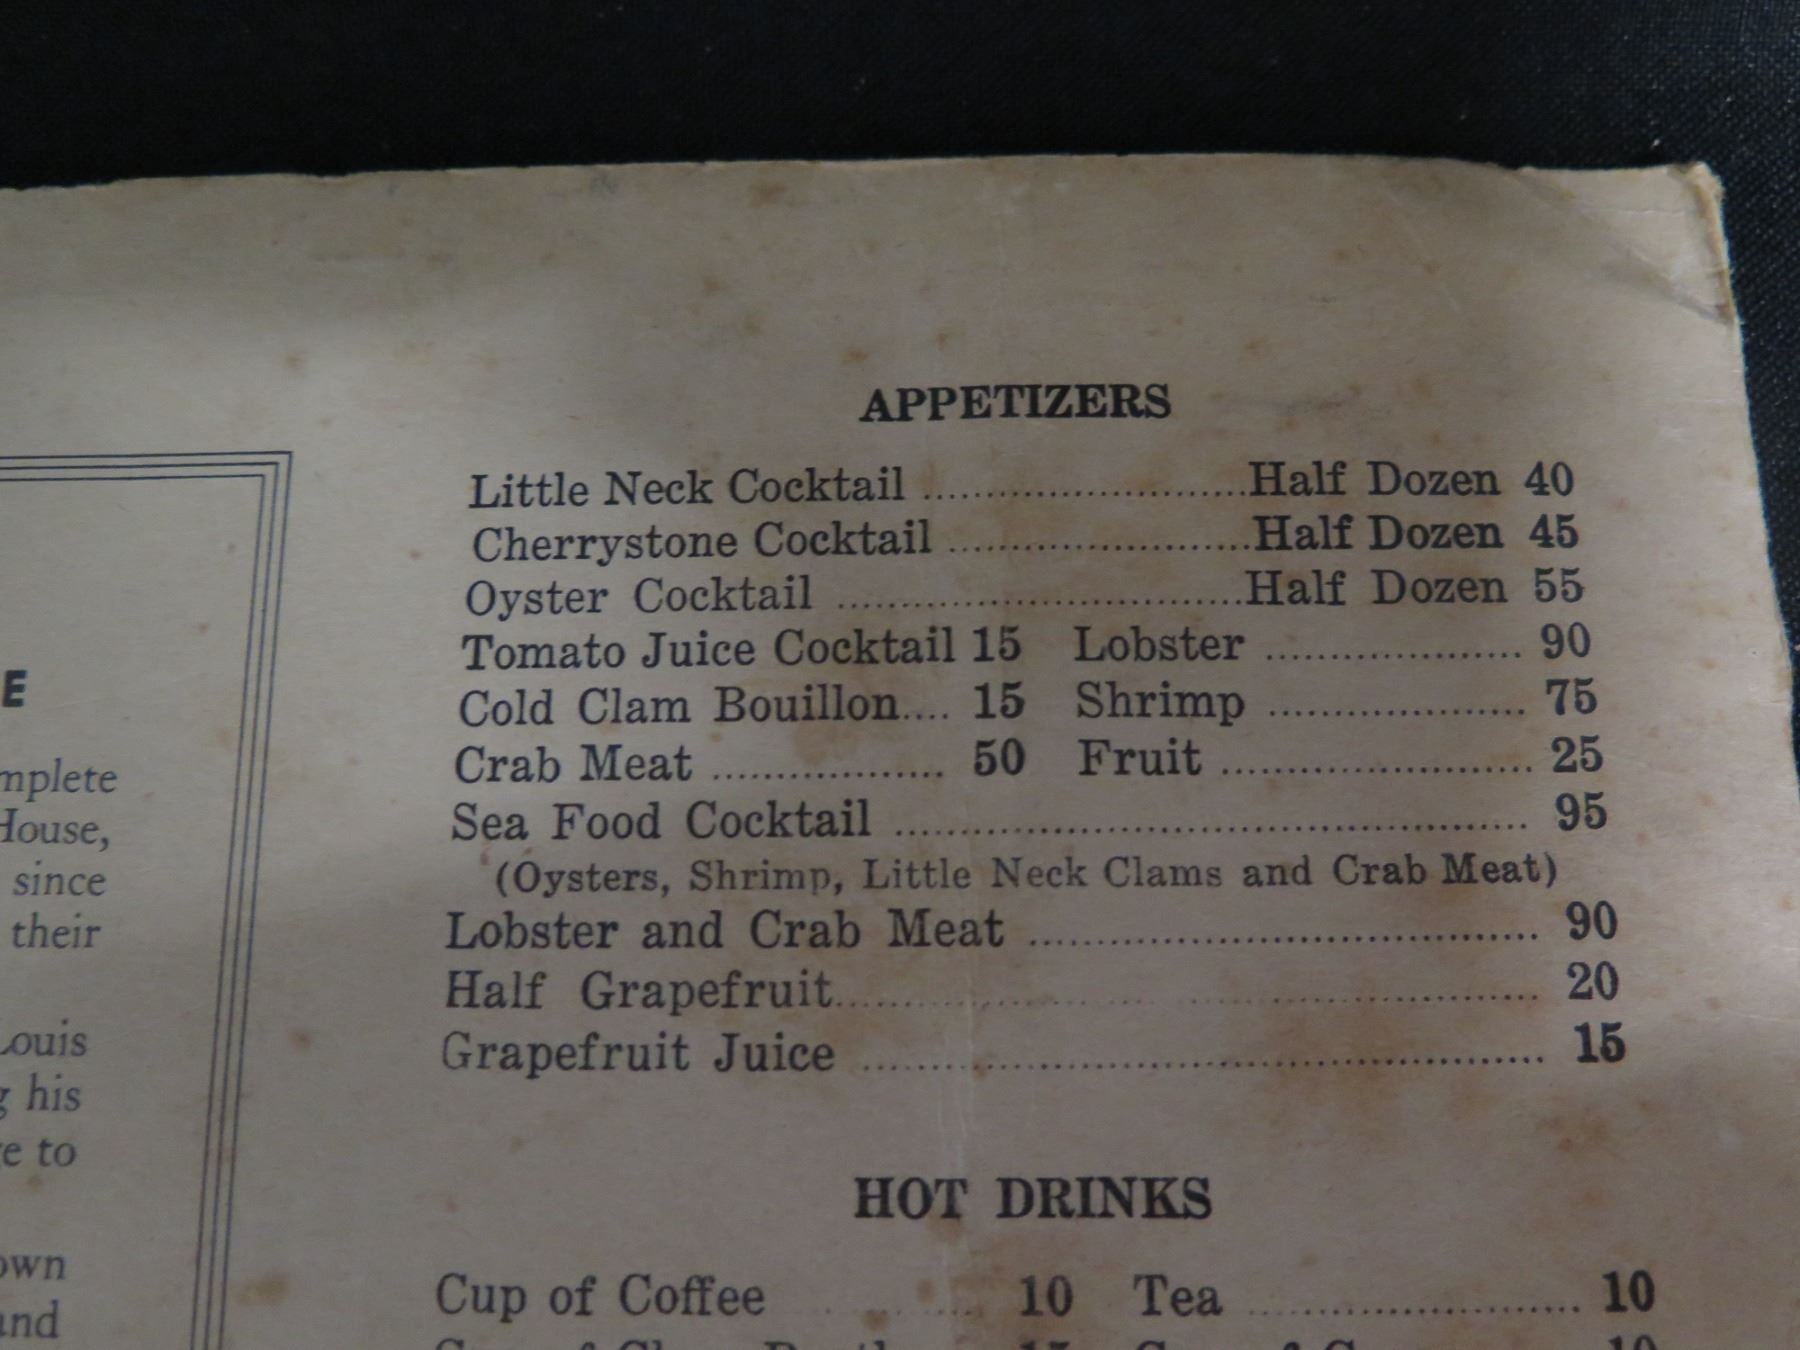 E
mplete
House,
since
their
Louis
g his
e to
own
and
APPETIZERS
Little Neck Cocktail ........................Half Dozen 40
Cherrystone Cocktail ......................Half Dozen 45
Oyster Cocktail ..............................Half Dozen 55
Tomato Juice Cocktail 15 Lobster ................... 90
Cold Clam Bouillon.... 15 Shrimp ................... 75
Crab Meat .................. 50 Fruit ....................... 25
Sea Food Cocktail ............................................... 95
(Oysters, Shrimp, Little Neck Clams and Crab Meat)
Lobster and Crab Meat ...................................... 90
Half Grapefruit.................................................... 20
Grapefruit Juice .................................................. 15
HOT DRINKS
Cup of Coffee .............. 10 Tea ......................... 10